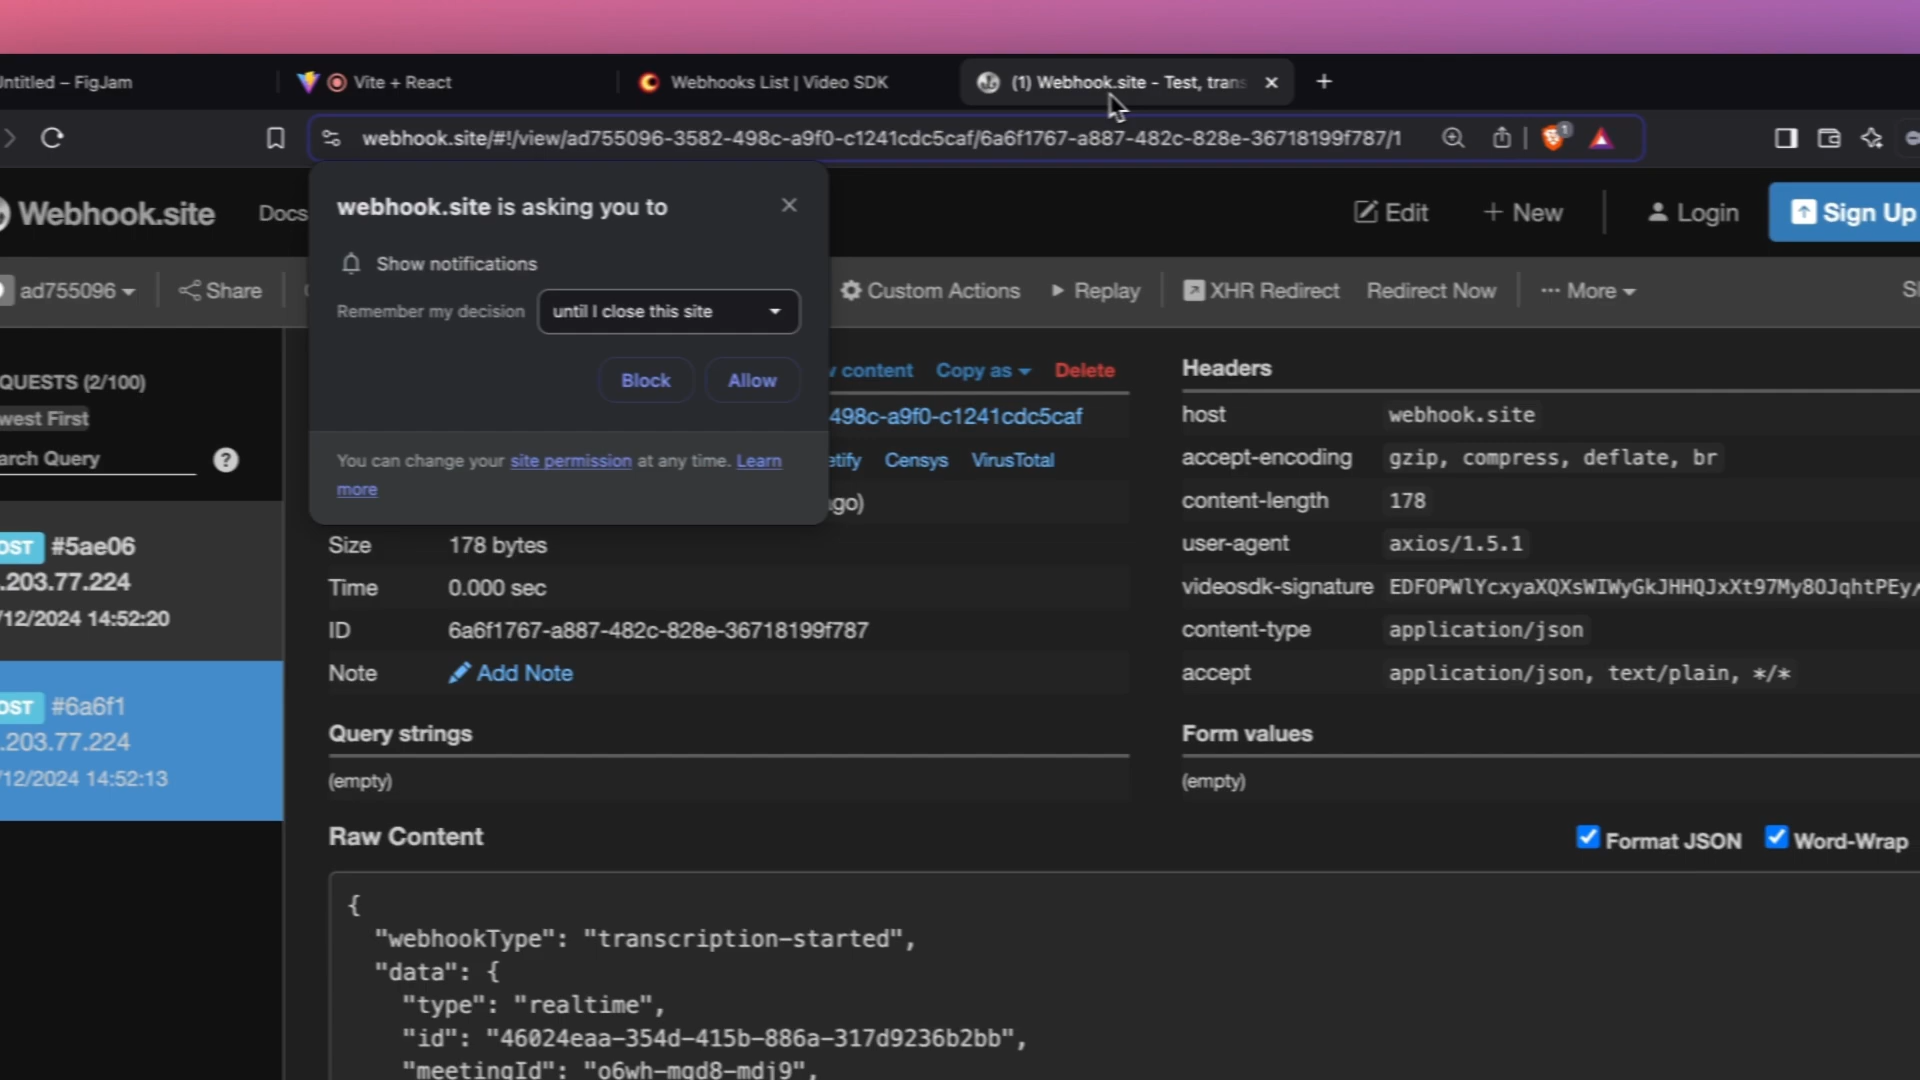 Untitled – FigJam
Vite + React
Webhooks List | Video SDK
(1) Webhook.site - Test, trans
webhook.site/#!/view/ad755096-3582-498c-a9f0-c1241cdc5caf/6a6f1767-a887-482c-828e-36718199f787/1
1
Webhook.site
Docs
Edit
+ New
Login
Sign Up
webhook.site is asking you to
Show notifications
Remember my decision
until I close this site
Block
Allow
You can change your site permission at any time. Learn
more
ad755096
Share
Custom Actions
Replay
XHR Redirect
Redirect Now
More
QUESTS (2/100)
west First
arch Query
?
OST #5ae06
.203.77.224
/12/2024 14:52:20
OST #6a6f1
.203.77.224
/12/2024 14:52:13
content
Copy as
Delete
498c-a9f0-c1241cdc5caf
etify
Censys
VirusTotal
go)
Size 178 bytes
Time 0.000 sec
ID 6a6f1767-a887-482c-828e-36718199f787
Note Add Note
Headers
host webhook.site
accept-encoding gzip, compress, deflate, br
content-length 178
user-agent axios/1.5.1
videosdk-signature EDFOPWlYcxyaXQXsWIWyGkJHHQJxXt97My8OJqhtPEy/
content-type application/json
accept application/json, text/plain, */*
Query strings
(empty)
Form values
(empty)
Raw Content
Format JSON
Word-Wrap
{
"webhookType": "transcription-started",
"data": {
"type": "realtime",
"id": "46024eaa-354d-415b-886a-317d9236b2bb",
"meetingId": "o6wh-mgd8-mdj9",